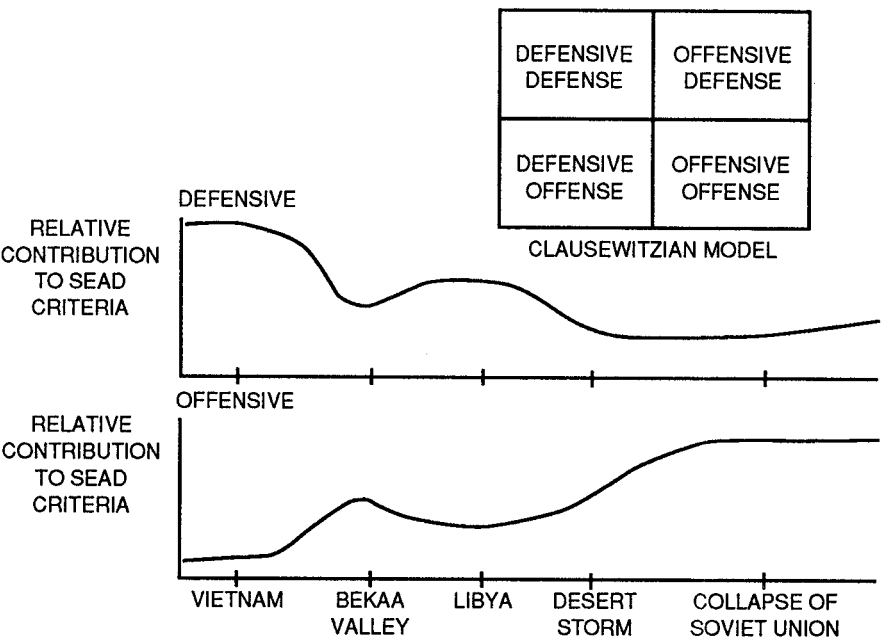 DEFENSIVE
DEFENSE
OFFENSIVE
DEFENSE
DEFENSIVE
OFFENSE
OFFENSIVE
OFFENSE
CLAUSEWITZIAN MODEL
DEFENSIVE
RELATIVE
CONTRIBUTION
TO SEAD
CRITERIA
OFFENSIVE
RELATIVE
CONTRIBUTION
TO SEAD
CRITERIA
VIETNAM
BEKAA
VALLEY
LIBYA
DESERT
STORM
COLLAPSE OF
SOVIET UNION